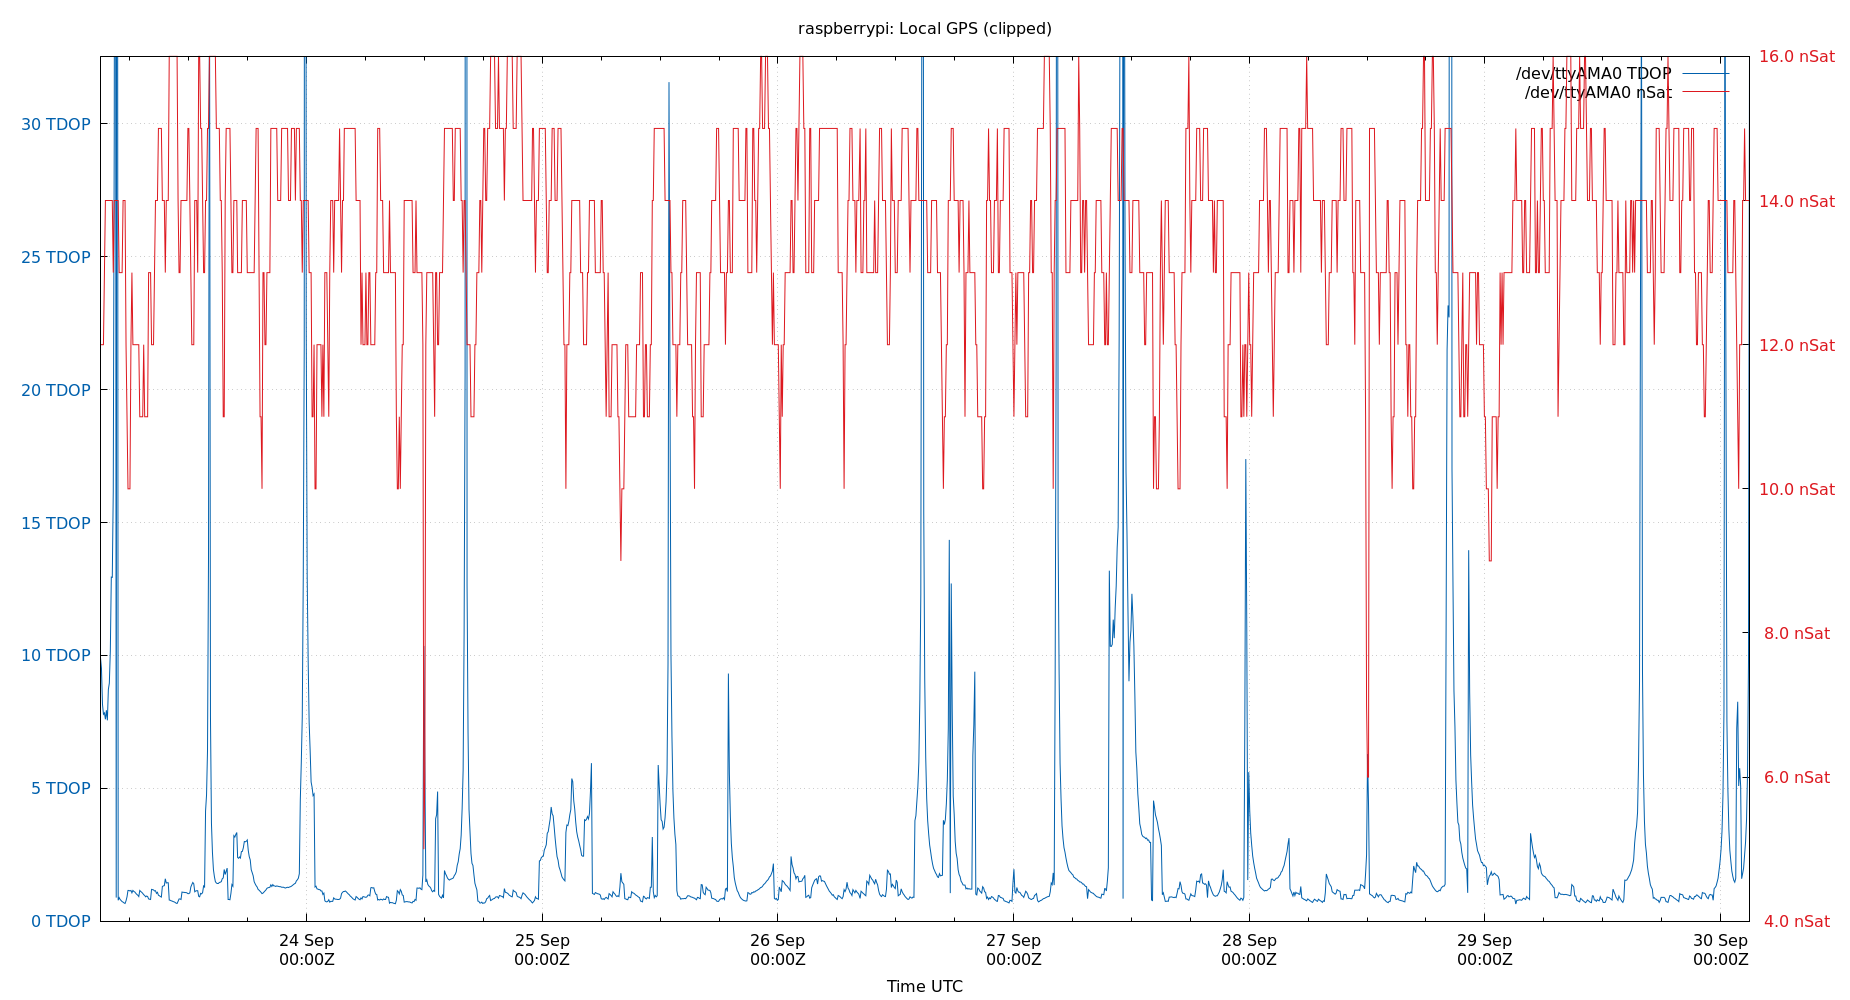 raspberrypi: Local GPS (clipped)
16.0 nSat
/dev/ttyAMA0 TDOP
/dev/ttyAMA0 nSat
30 TDOP
14.0 nSat
25 TDOP
12.0 nSat
20 TDOP
10.0 nSat
15 TDOP
8.0 nSat
10 TDOP
6.0 nSat
5 TDOP
4.0 nSat
0 TDOP
24 Sep 25 Sep 26 Sep 27 Sep 28 Sep 29 Sep 30 Sep
00:00Z 00:00Z 00:00Z 00:00Z 00:00Z 00:00Z 00:00Z
Time UTC